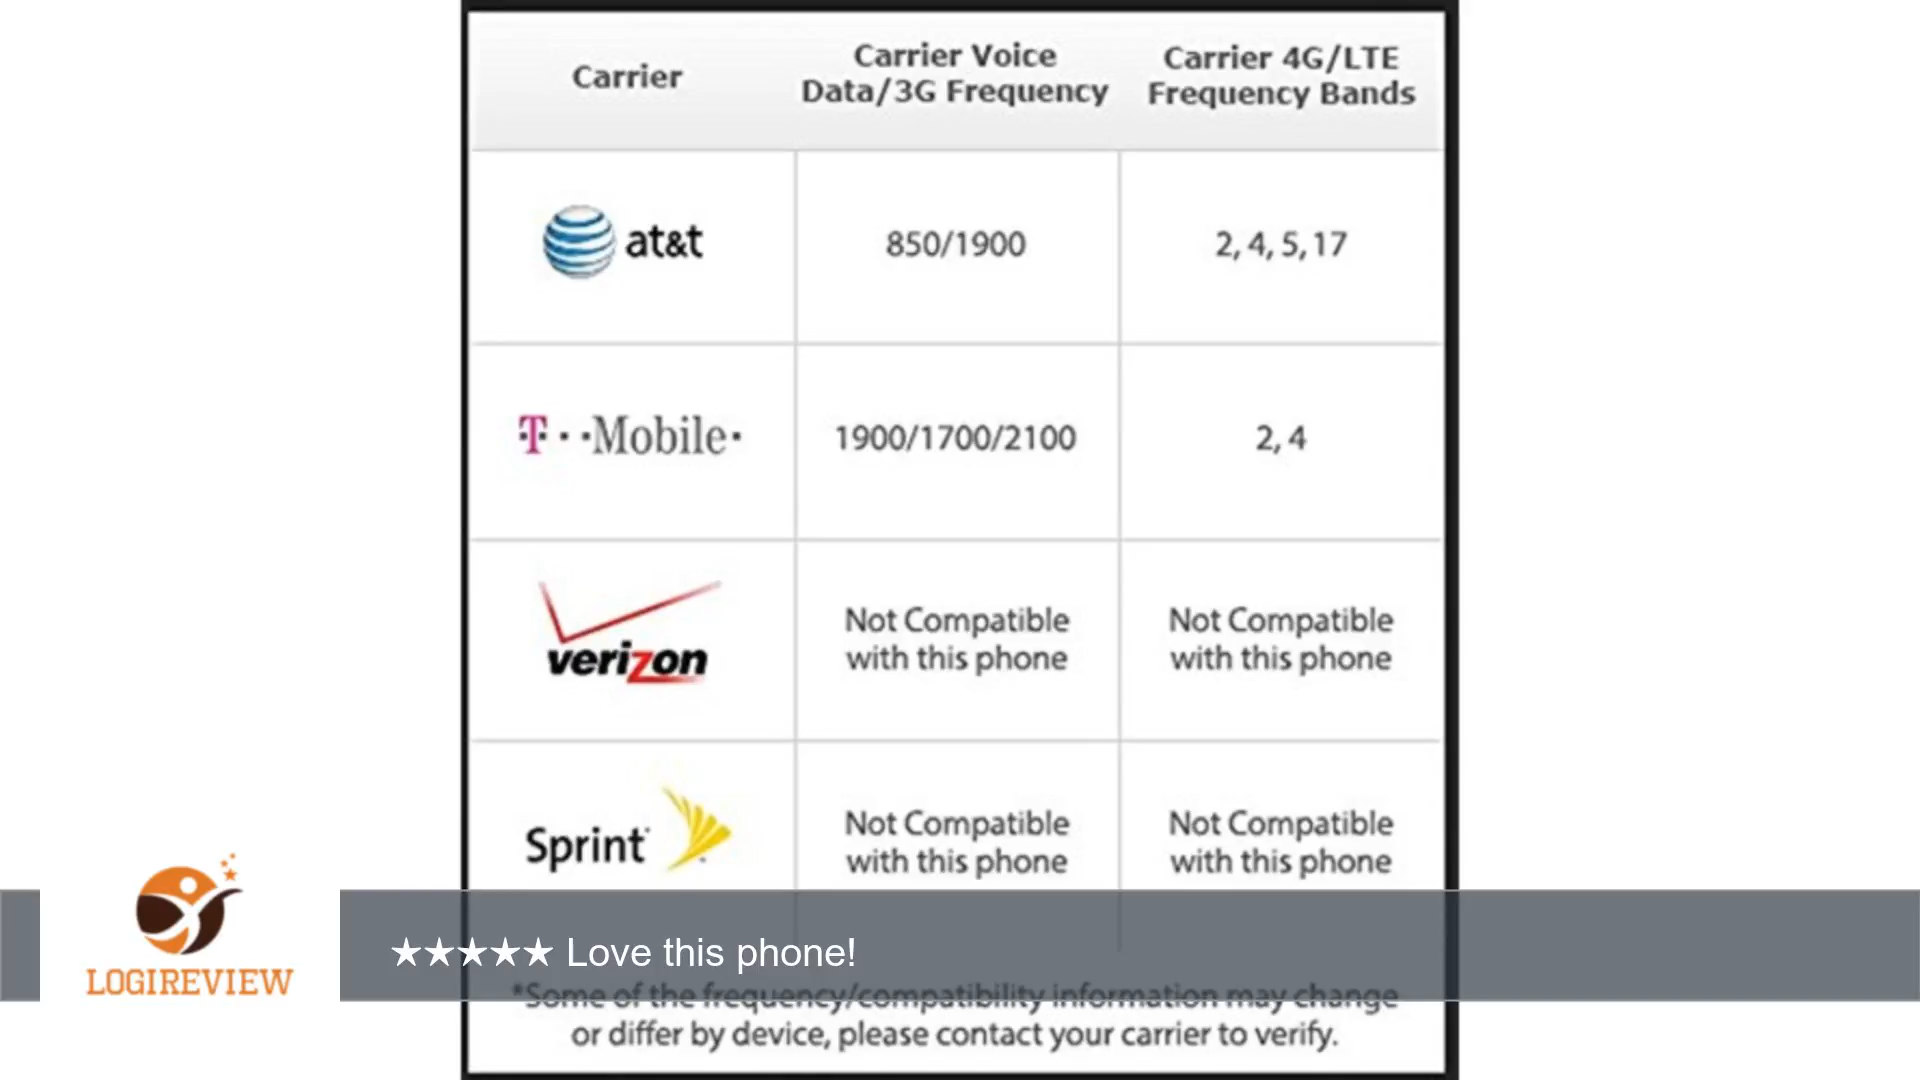 Carrier
Carrier Voice
Data/3G Frequency
Carrier 4G/LTE
Frequency Bands
at&t
850/1900
2, 4, 5, 17
T··Mobile·
1900/1700/2100
2, 4
verizon
Not Compatible
with this phone
Not Compatible
with this phone
Sprint
Not Compatible
with this phone
Not Compatible
with this phone
LOGIREVIEW
★★★★★ Love this phone!
*Some of the frequency/compatibility information may change
or differ by device, please contact your carrier to verify.